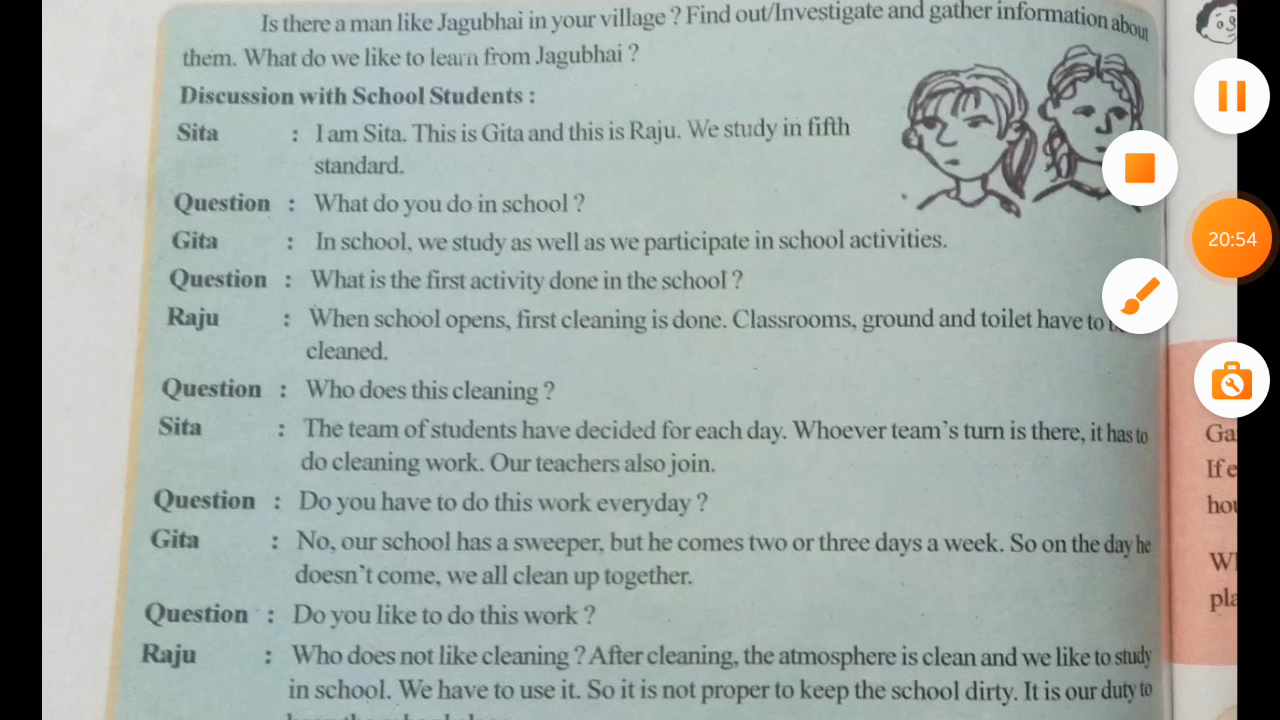 Is there a man like Jagubhai in your village ? Find out/Investigate and gather information about
them. What do we like to learn from Jagubhai ?
Discussion with School Students :
Sita : I am Sita. This is Gita and this is Raju. We study in fifth
standard.
Question : What do you do in school ?
Gita : In school, we study as well as we participate in school activities.
Question : What is the first activity done in the school ?
Raju : When school opens, first cleaning is done. Classrooms, ground and toilet have to
cleaned.
Question : Who does this cleaning ?
Sita : The team of students have decided for each day. Whoever team's turn is there, it has to
do cleaning work. Our teachers also join.
Question : Do you have to do this work everyday ?
Gita : No, our school has a sweeper, but he comes two or three days a week. So on the day he
doesn't come, we all clean up together.
Question : Do you like to do this work ?
Raju : Who does not like cleaning ? After cleaning, the atmosphere is clean and we like to study
in school. We have to use it. So it is not proper to keep the school dirty. It is our duty to
20:54
Ga
If e
hou
Wh
pla